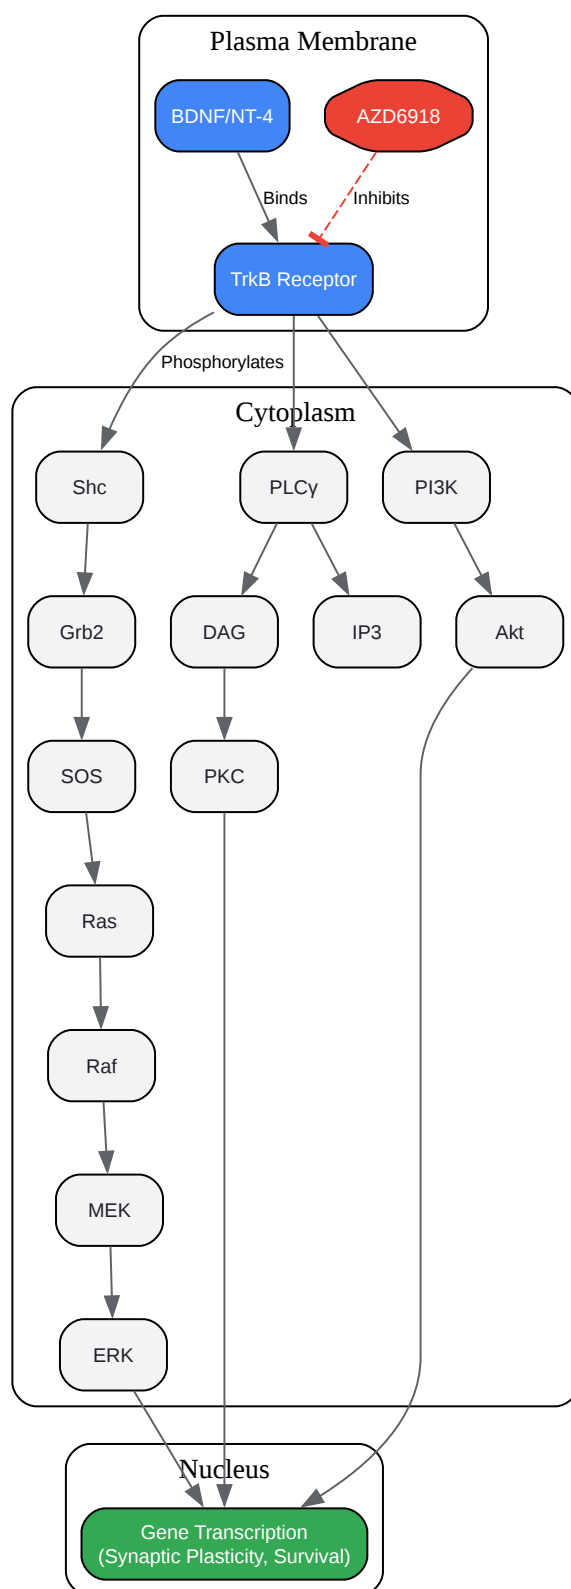 Plasma Membrane
BDNF/NT-4
AZD6918
Binds
Inhibits
TrkB Receptor
Phosphorylates
Cytoplasm
Shc
PLCγ
PI3K
Grb2
DAG
IP3
Akt
SOS
PKC
Ras
Raf
MEK
ERK
Nucleus
Gene Transcription
(Synaptic Plasticity, Survival)